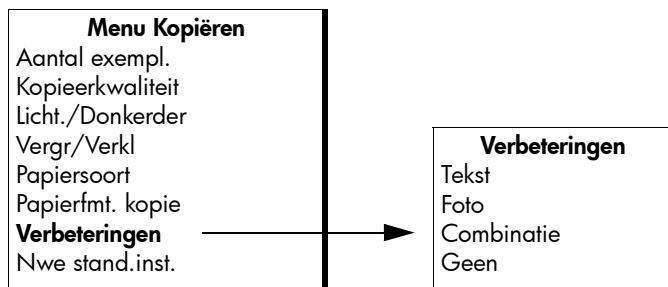 Menu Kopiëren
Aantal exempl.
Kopieerkwaliteit
Licht./Donkerder
Vergr/Verkl
Papiersoort
Papierfmt. kopie
Verbeteringen
Nwe stand.inst.
Verbeteringen
Tekst
Foto
Combinatie
Geen